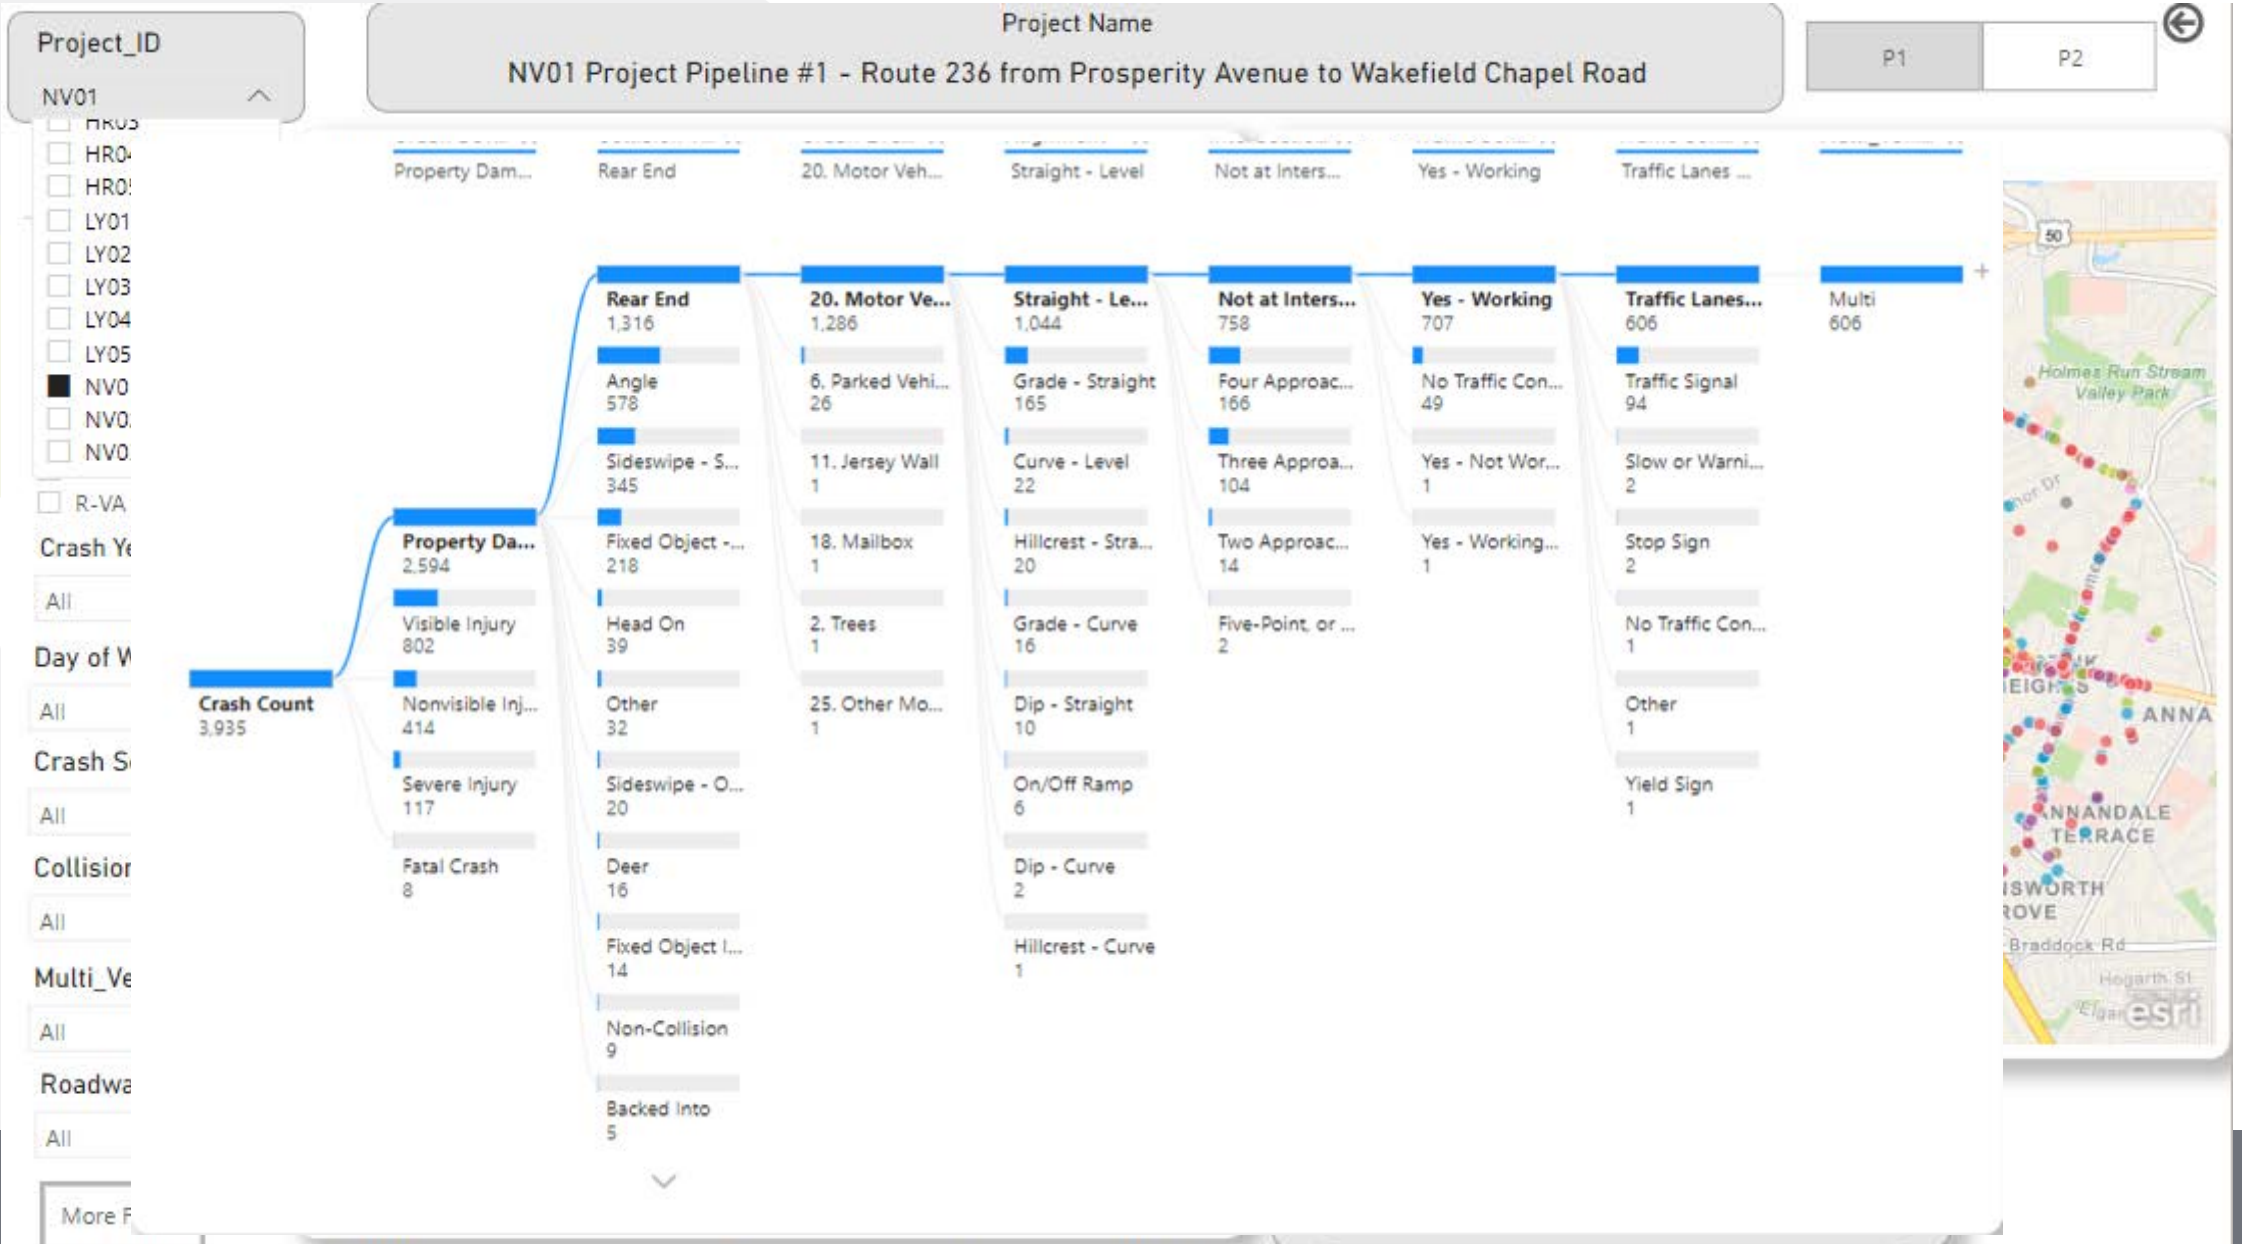 Project_ID
NV01
Project Name
NV01 Project Pipeline #1 - Route 236 from Prosperity Avenue to Wakefield Chapel Road
P1
P2
HR03
HR04
HR05
LY01
LY02
LY03
LY04
LY05
NV0
NV0
NV0
R-VA
Crash Ye
All
Day of W
All
Crash Se
All
Collision
All
Multi_Ve
All
Roadwa
All
More F
Property Dam...
Rear End
20. Motor Veh...
Straight - Level
Not at Inters...
Yes - Working
Traffic Lanes ...
Crash Count
3,935
Property Da...
2,594
Visible Injury
802
Nonvisible Inj...
414
Severe Injury
117
Fatal Crash
8
Rear End
1,316
Angle
578
Sideswipe - S...
345
Fixed Object -...
218
Head On
39
Other
32
Sideswipe - O...
20
Deer
16
Fixed Object I...
14
Non-Collision
9
Backed Into
5
20. Motor Ve...
1,286
6. Parked Vehi...
26
11. Jersey Wall
1
18. Mailbox
1
2. Trees
1
25. Other Mo...
1
Straight - Le...
1,044
Grade - Straight
165
Curve - Level
22
Hillcrest - Stra...
20
Grade - Curve
16
Dip - Straight
10
On/Off Ramp
6
Dip - Curve
2
Hillcrest - Curve
1
Not at Inters...
758
Four Approac...
166
Three Approa...
104
Two Approac...
14
Five-Point, or ...
2
Yes - Working
707
No Traffic Con...
49
Yes - Not Wor...
1
Yes - Working...
1
Traffic Lanes...
606
Traffic Signal
94
Slow or Warni...
2
Stop Sign
2
No Traffic Con...
1
Other
1
Yield Sign
1
Multi
606
50
Holmes Run Stream
Valley Park
ANNA
ANNANDALE
TERRACE
Braddock Rd
Hogarth St
esri